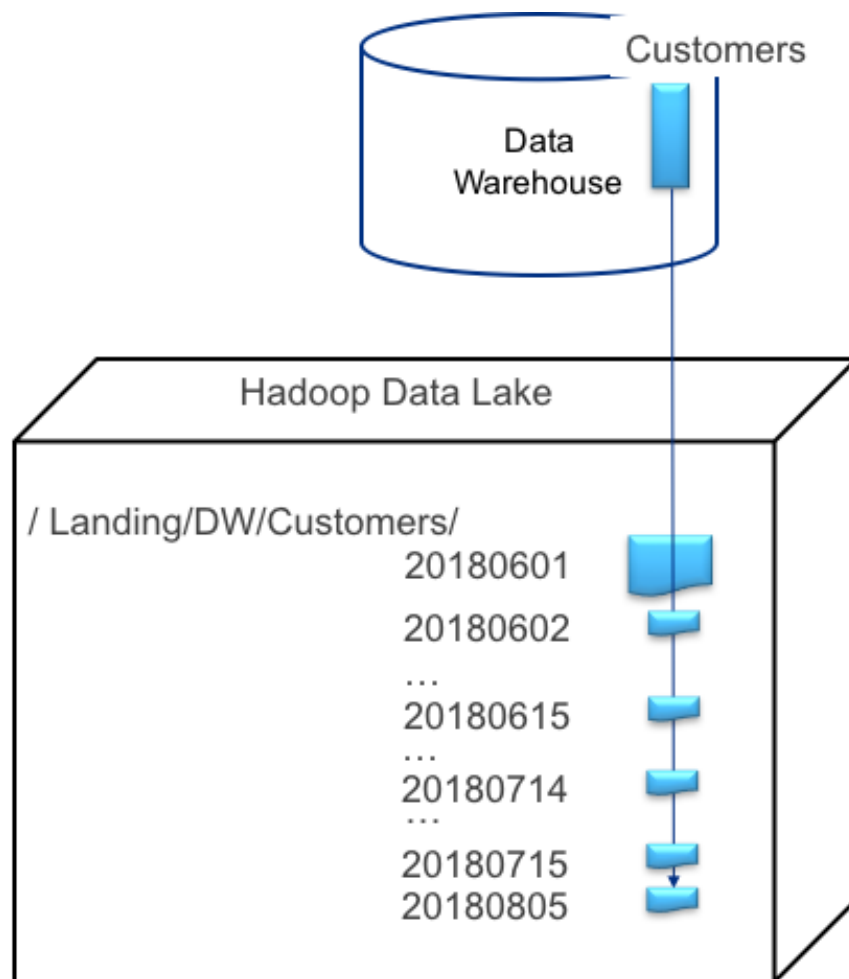 Customers
Data
Warehouse
Hadoop Data Lake
/ Landing/DW/Customers/
20180601
20180602
...
20180615
...
20180714
...
20180715
20180805